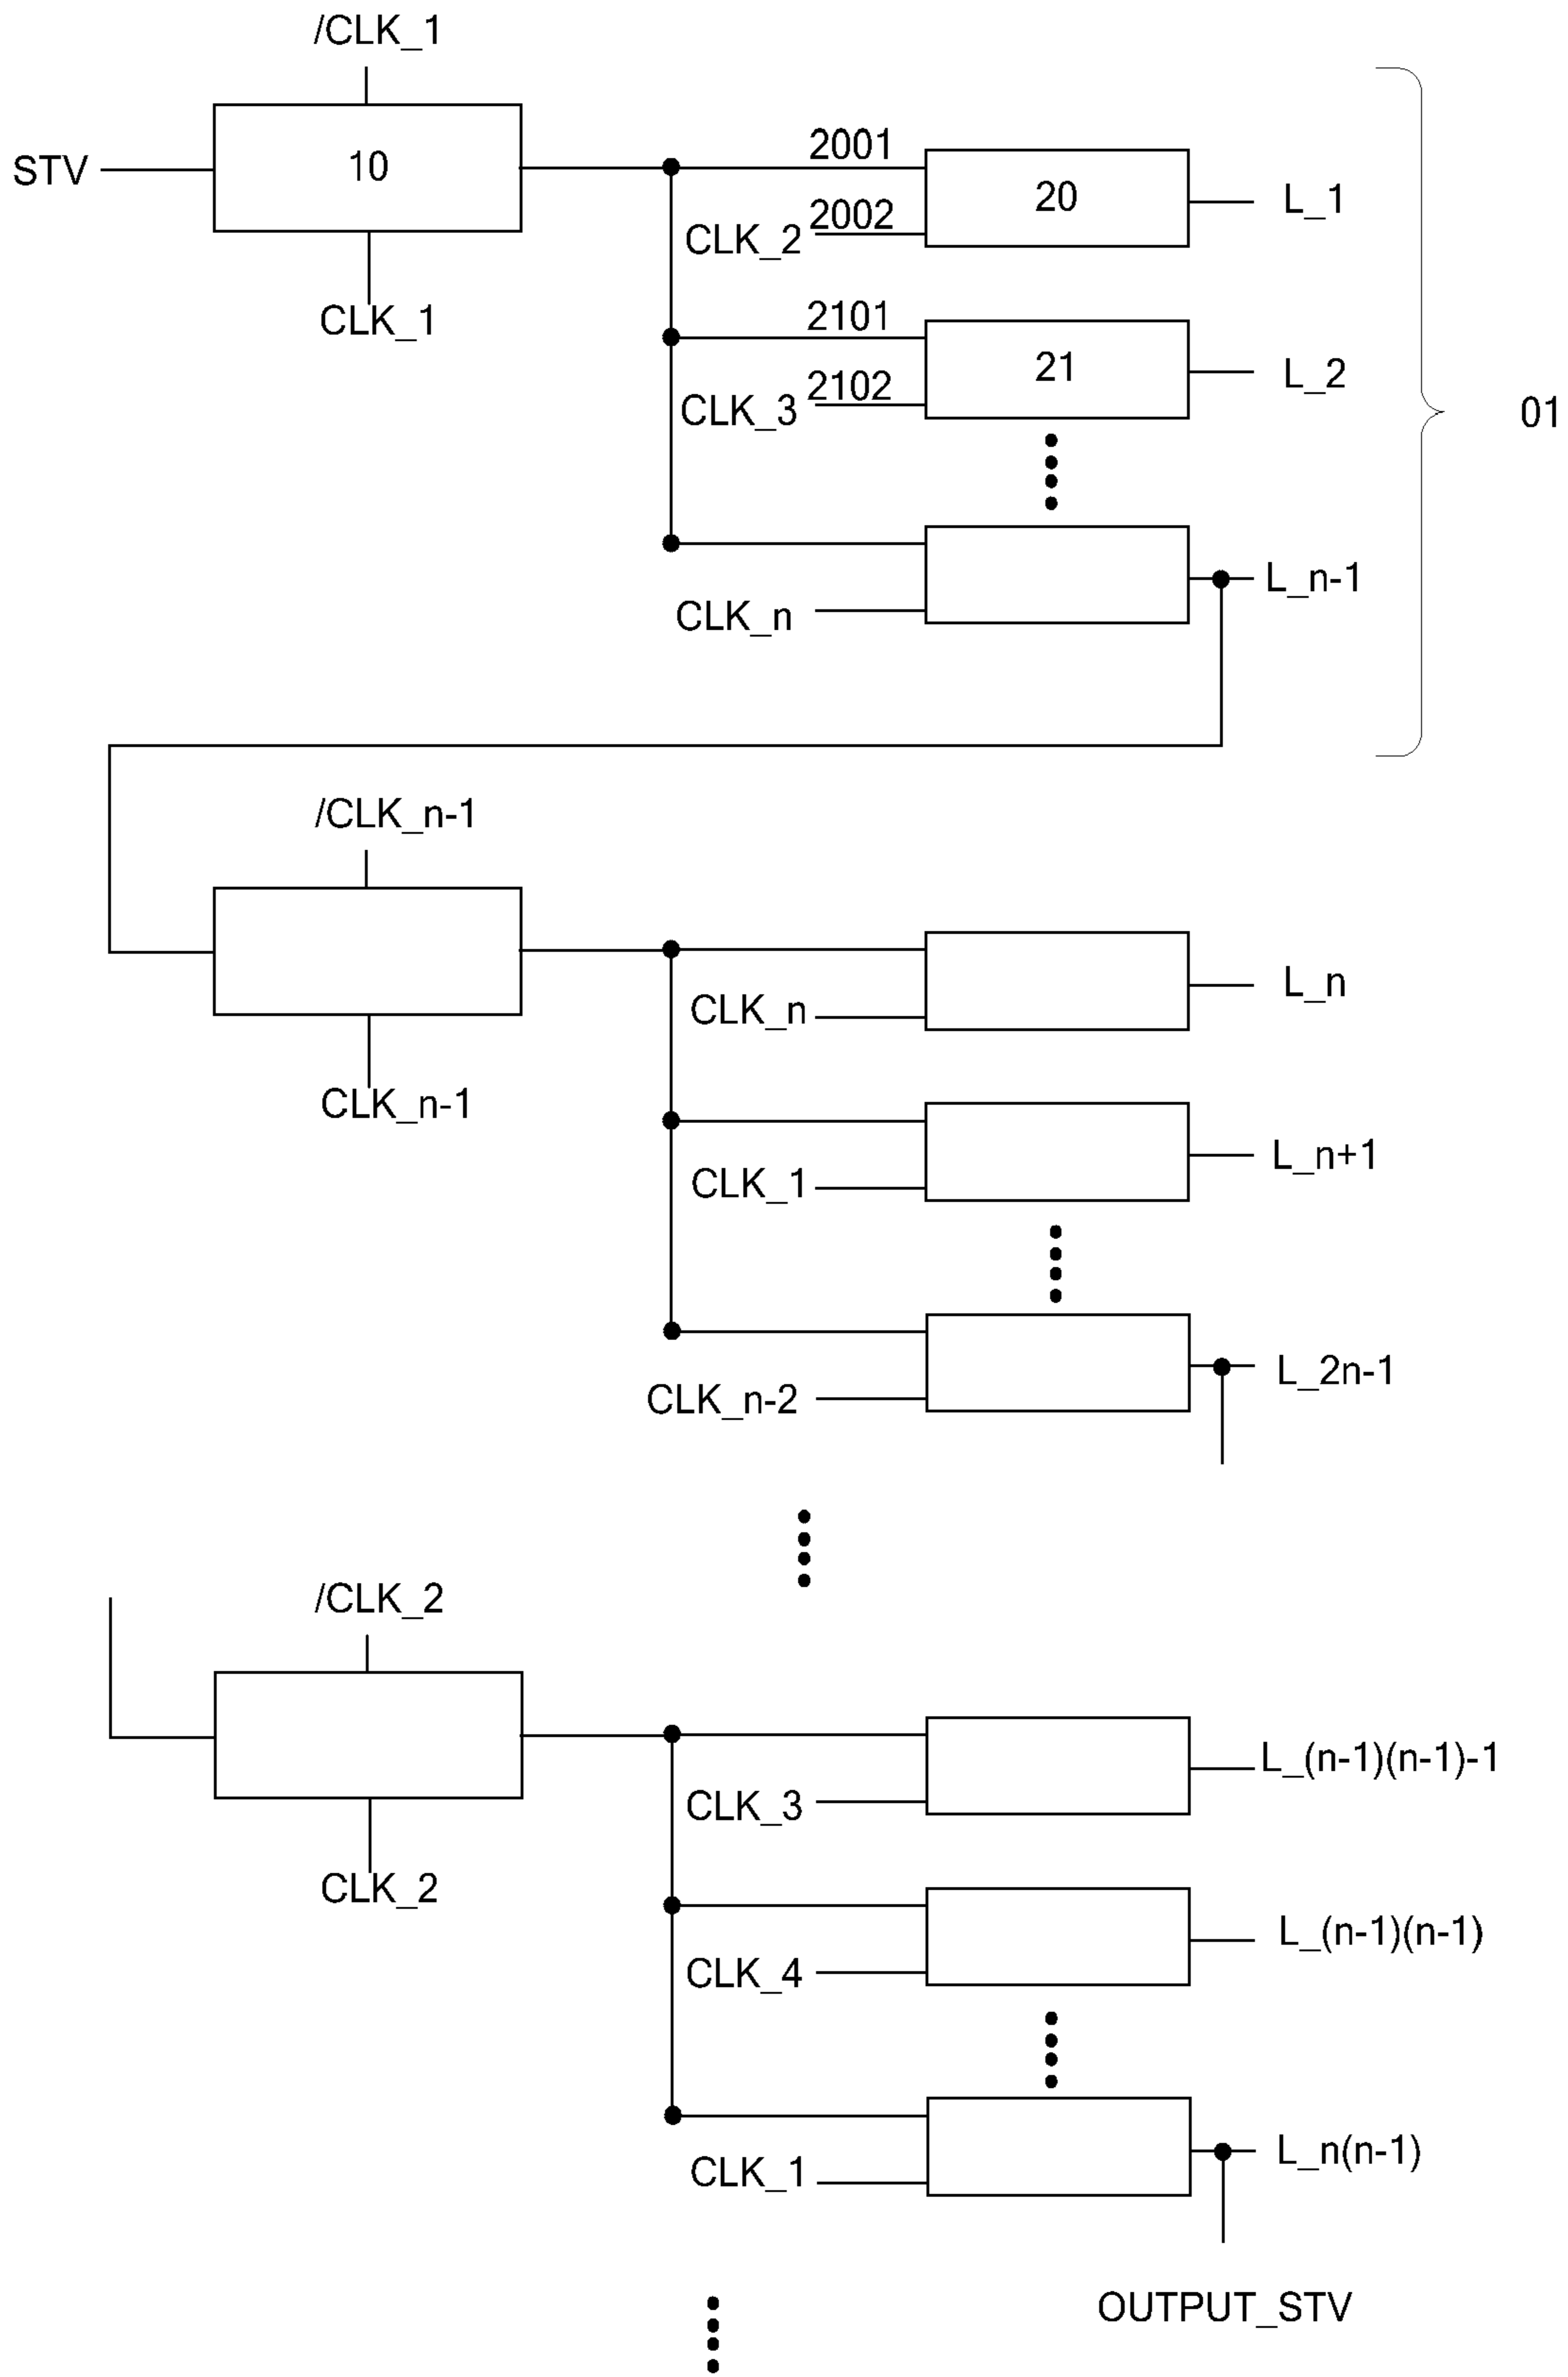 /CLK_1
STV
10
2001
20
L_1
2002
CLK_2
CLK_1
2101
21
L_2
2102
CLK_3
01
L_n-1
CLK_n
/CLK_n-1
L_n
CLK_n
CLK_n-1
L_n+1
CLK_1
L_2n-1
CLK_n-2
/CLK_2
L_(n-1)(n-1)-1
CLK_3
CLK_2
L_(n-1)(n-1)
CLK_4
L_n(n-1)
CLK_1
OUTPUT_STV